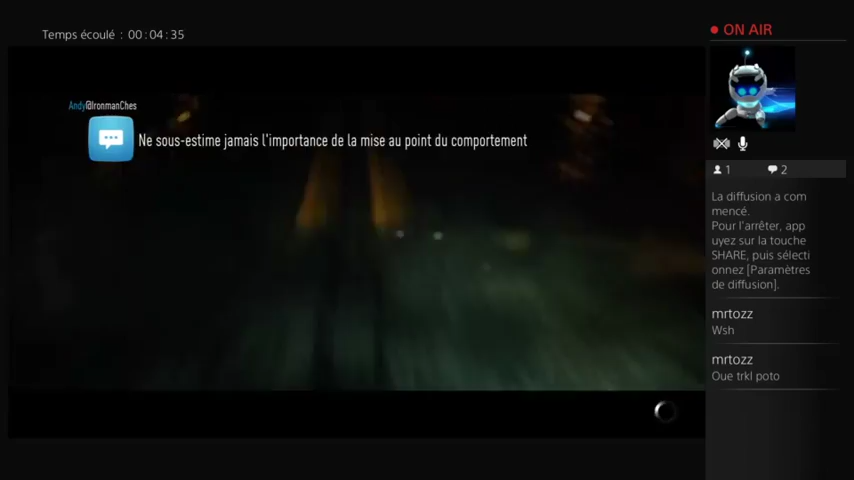 Temps écoulé : 00:04:35
ON AIR
Andy@IronmanChes
Ne sous-estime jamais l'importance de la mise au point du comportement
1
2
La diffusion a com
mencé.
Pour l'arrêter, app
uyez sur la touche
SHARE, puis sélecti
onnez [Paramètres
de diffusion].
mrtozz
Wsh
mrtozz
Oue trkl poto